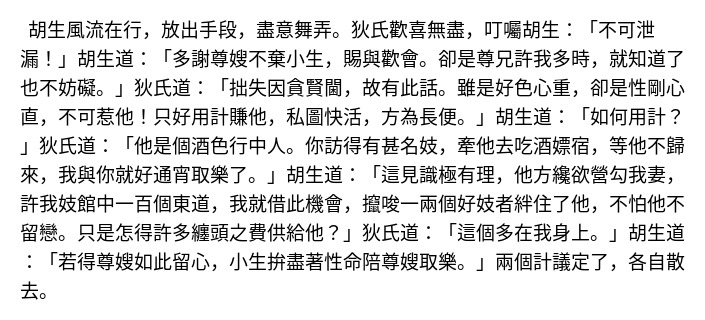 胡生風流在行，放出手段，盡意舞弄。狄氏歡喜無盡，叮囑胡生：「不可泄
漏！」胡生道：「多謝尊嫂不棄小生，賜與歡會。卻是尊兄許我多時，就知道了
也不妨礙。」狄氏道：「拙失因貪賢閫，故有此話。雖是好色心重，卻是性剛心
直，不可惹他！只好用計賺他，私圖快活，方為長便。」胡生道：「如何用計？
」狄氏道：「他是個酒色行中人。你訪得有甚名妓，牽他去吃酒嫖宿，等他不歸
來，我與你就好通宵取樂了。」胡生道：「這見識極有理，他方纔欲營勾我妻，
許我妓館中一百個東道，我就借此機會，攛唆一兩個好妓者絆住了他，不怕他不
留戀。只是怎得許多纏頭之費供給他？」狄氏道：「這個多在我身上。」胡生道
：「若得尊嫂如此留心，小生拚盡著性命陪尊嫂取樂。」兩個計議定了，各自散
去。